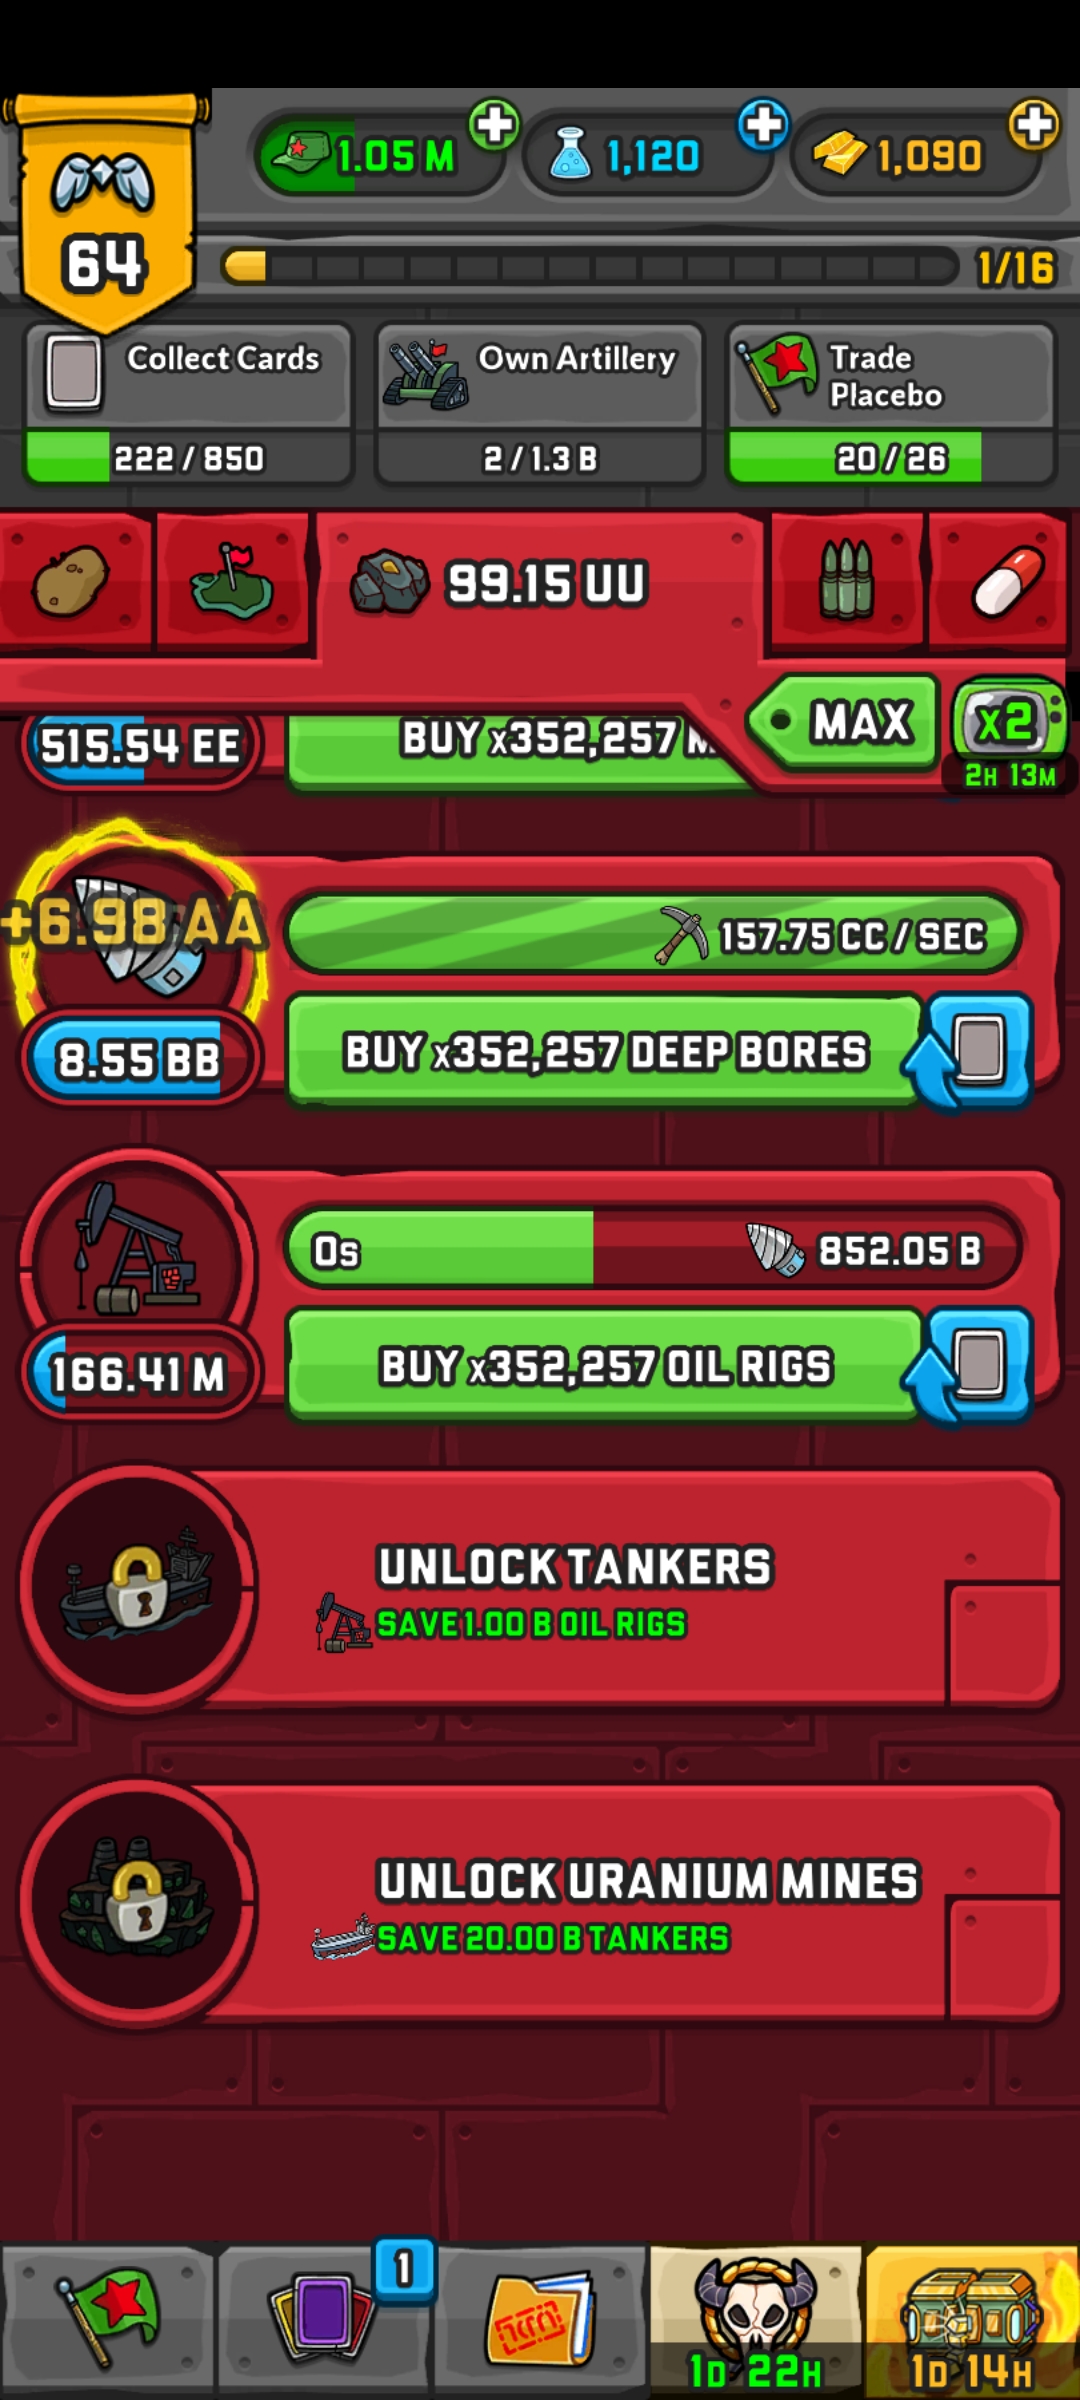 1.05 M
1,120
1,090
64
1/16
Collect Cards
222 / 850
Own Artillery
2 / 1.3 B
Trade
Placebo
20 / 26
99.15 UU
MAX
x2
2H 13M
515.54 EE
BUY x352,257 M
+6.98 AA
157.75 CC / SEC
8.55 BB
BUY x352,257 DEEP BORES
0s
852.05 B
166.41 M
BUY x352,257 OIL RIGS
UNLOCK TANKERS
SAVE 1.00 B OIL RIGS
UNLOCK URANIUM MINES
SAVE 20.00 B TANKERS
1
1D 22H
1D 14H